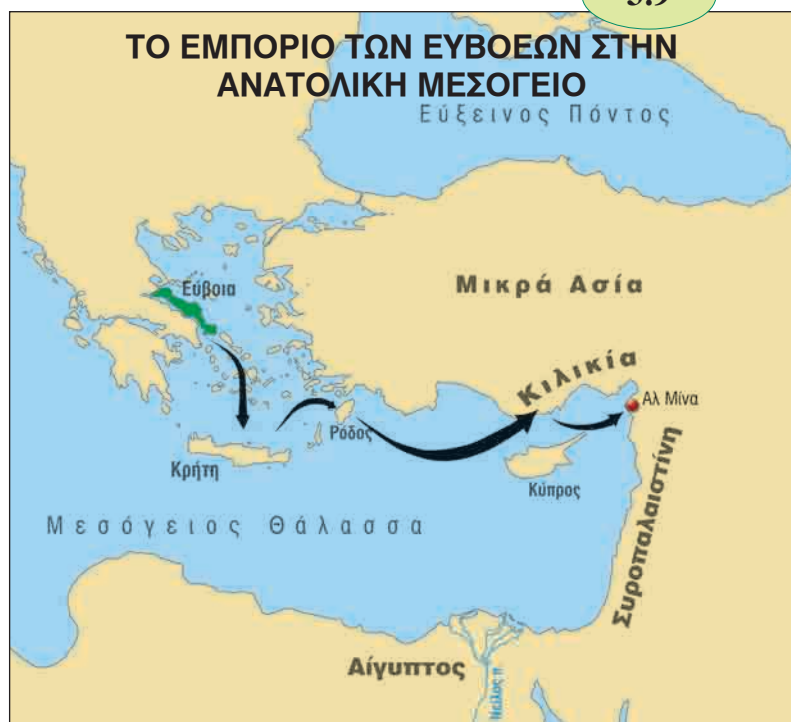 ΤΟ ΕΜΠΟΡΙΟ ΤΩΝ ΕΥΒΟΕΩΝ ΣΤΗΝ
ΑΝΑΤΟΛΙΚΗ ΜΕΣΟΓΕΙΟ
Εύξεινος Πόντος
Εύβοια
Μικρά Ασία
Κιλικία
Αλ Μίνα
Ρόδος
Κρήτη
Κύπρος
Μεσόγειος Θάλασσα
Συροπαλαιστίνη
Αίγυπτος
Νείλος π.